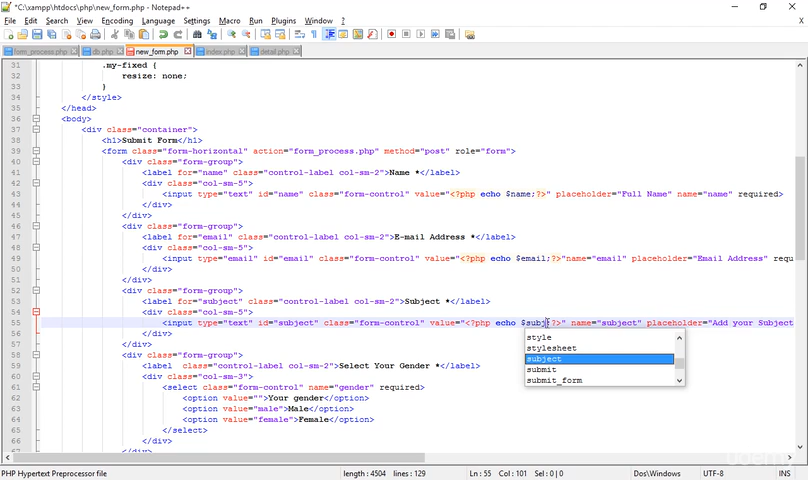 *C:\xampp\htdocs\php\new_form.php - Notepad++
File Edit Search View Encoding Language Settings Macro Run Plugins Window ?
form_process.php db.php new_form.php index.php detail.php
31 .my-fixed {
32 resize: none;
33 }
34 </style>
35 </head>
36 <body>
37 <div class="container">
38 <h1>Submit Form</h1>
39 <form class="form-horizontal" action="form_process.php" method="post" role="form">
40 <div class="form-group">
41 <label for="name" class="control-label col-sm-2">Name *</label>
42 <div class="col-sm-5">
43 <input type="text" id="name" class="form-control" value="<?php echo $name;?>" placeholder="Full Name" name="name" required>
44 </div>
45 </div>
46 <div class="form-group">
47 <label for="email" class="control-label col-sm-2">E-mail Address *</label>
48 <div class="col-sm-5">
49 <input type="email" id="email" class="form-control" value="<?php echo $email;?>"name="email" placeholder="Email Address" requ
50 </div>
51 </div>
52 <div class="form-group">
53 <label for="subject" class="control-label col-sm-2">Subject *</label>
54 <div class="col-sm-5">
55 <input type="text" id="subject" class="form-control" value="<?php echo $subj?>" name="subject" placeholder="Add your Subject
56 </div>
style
57 </div>
stylesheet
58 <div class="form-group">
subject
59 <label class="control-label col-sm-2">Select Your Gender *</label>
submit
60 <div class="col-sm-3">
submit_form
61 <select class="form-control" name="gender" required>
62 <option value="">Your gender</option>
63 <option value="male">Male</option>
64 <option value="female">Female</option>
65 </select>
66 </div>
67 </div>
PHP Hypertext Preprocessor file length : 4504 lines : 129 Ln : 55 Col : 101 Sel : 0 | 0 Dos\Windows UTF-8 INS
udemy